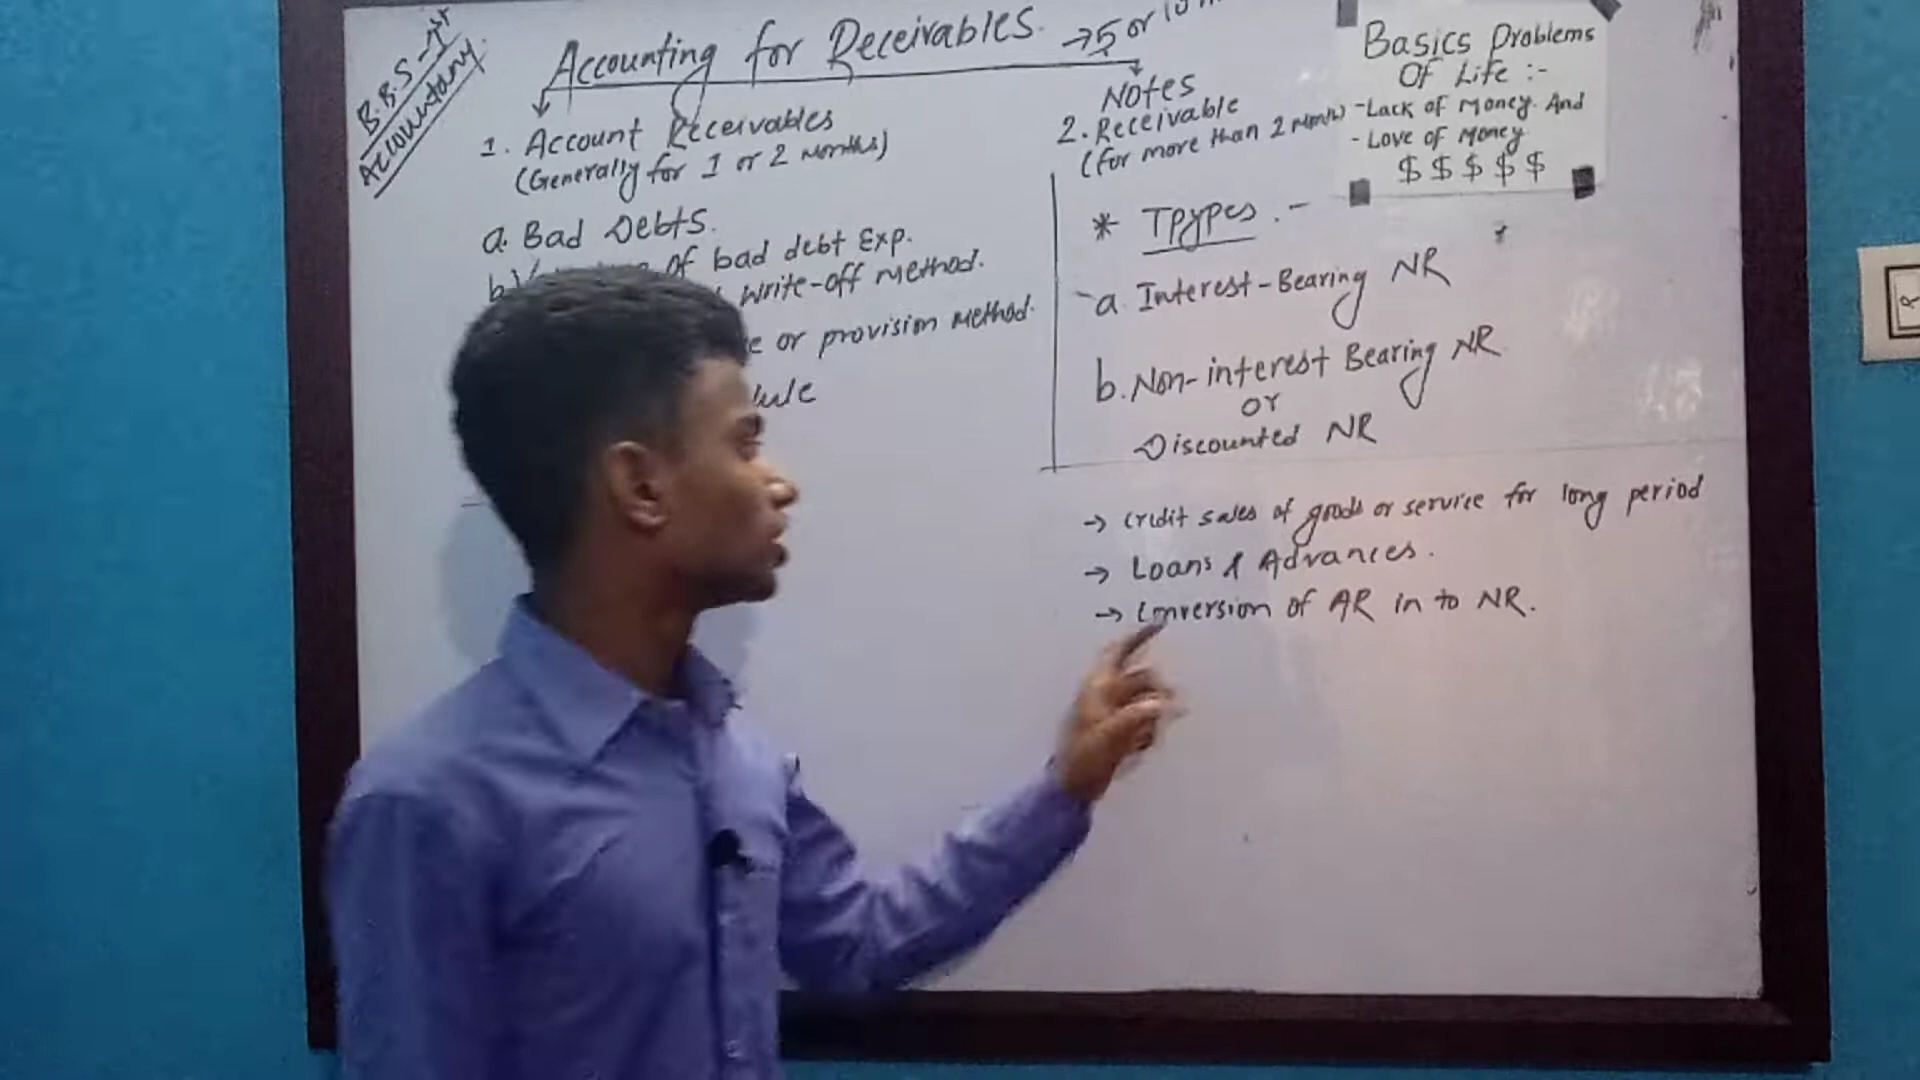 B.B.S-1st
Accountany.
Accounting for Receivables. →5 or 10
1. Account Receivables
(Generally for 1 or 2 Months)
a. Bad Debts.
of bad debt Exp.
Write-off method.
or provision method.
Notes
2. Receivable
(for more than 2 Month)
* TPypes :-
a. Interest-Bearing NR
b. Non-interest Bearing NR
or
Discounted NR
→ Credit sales of goods or service for long period
→ Loans & Advances.
→ Conversion of AR in to NR.
Basics Problems
Of Life :-
-Lack of Money. And
- Love of Money
$ $ $ $ $